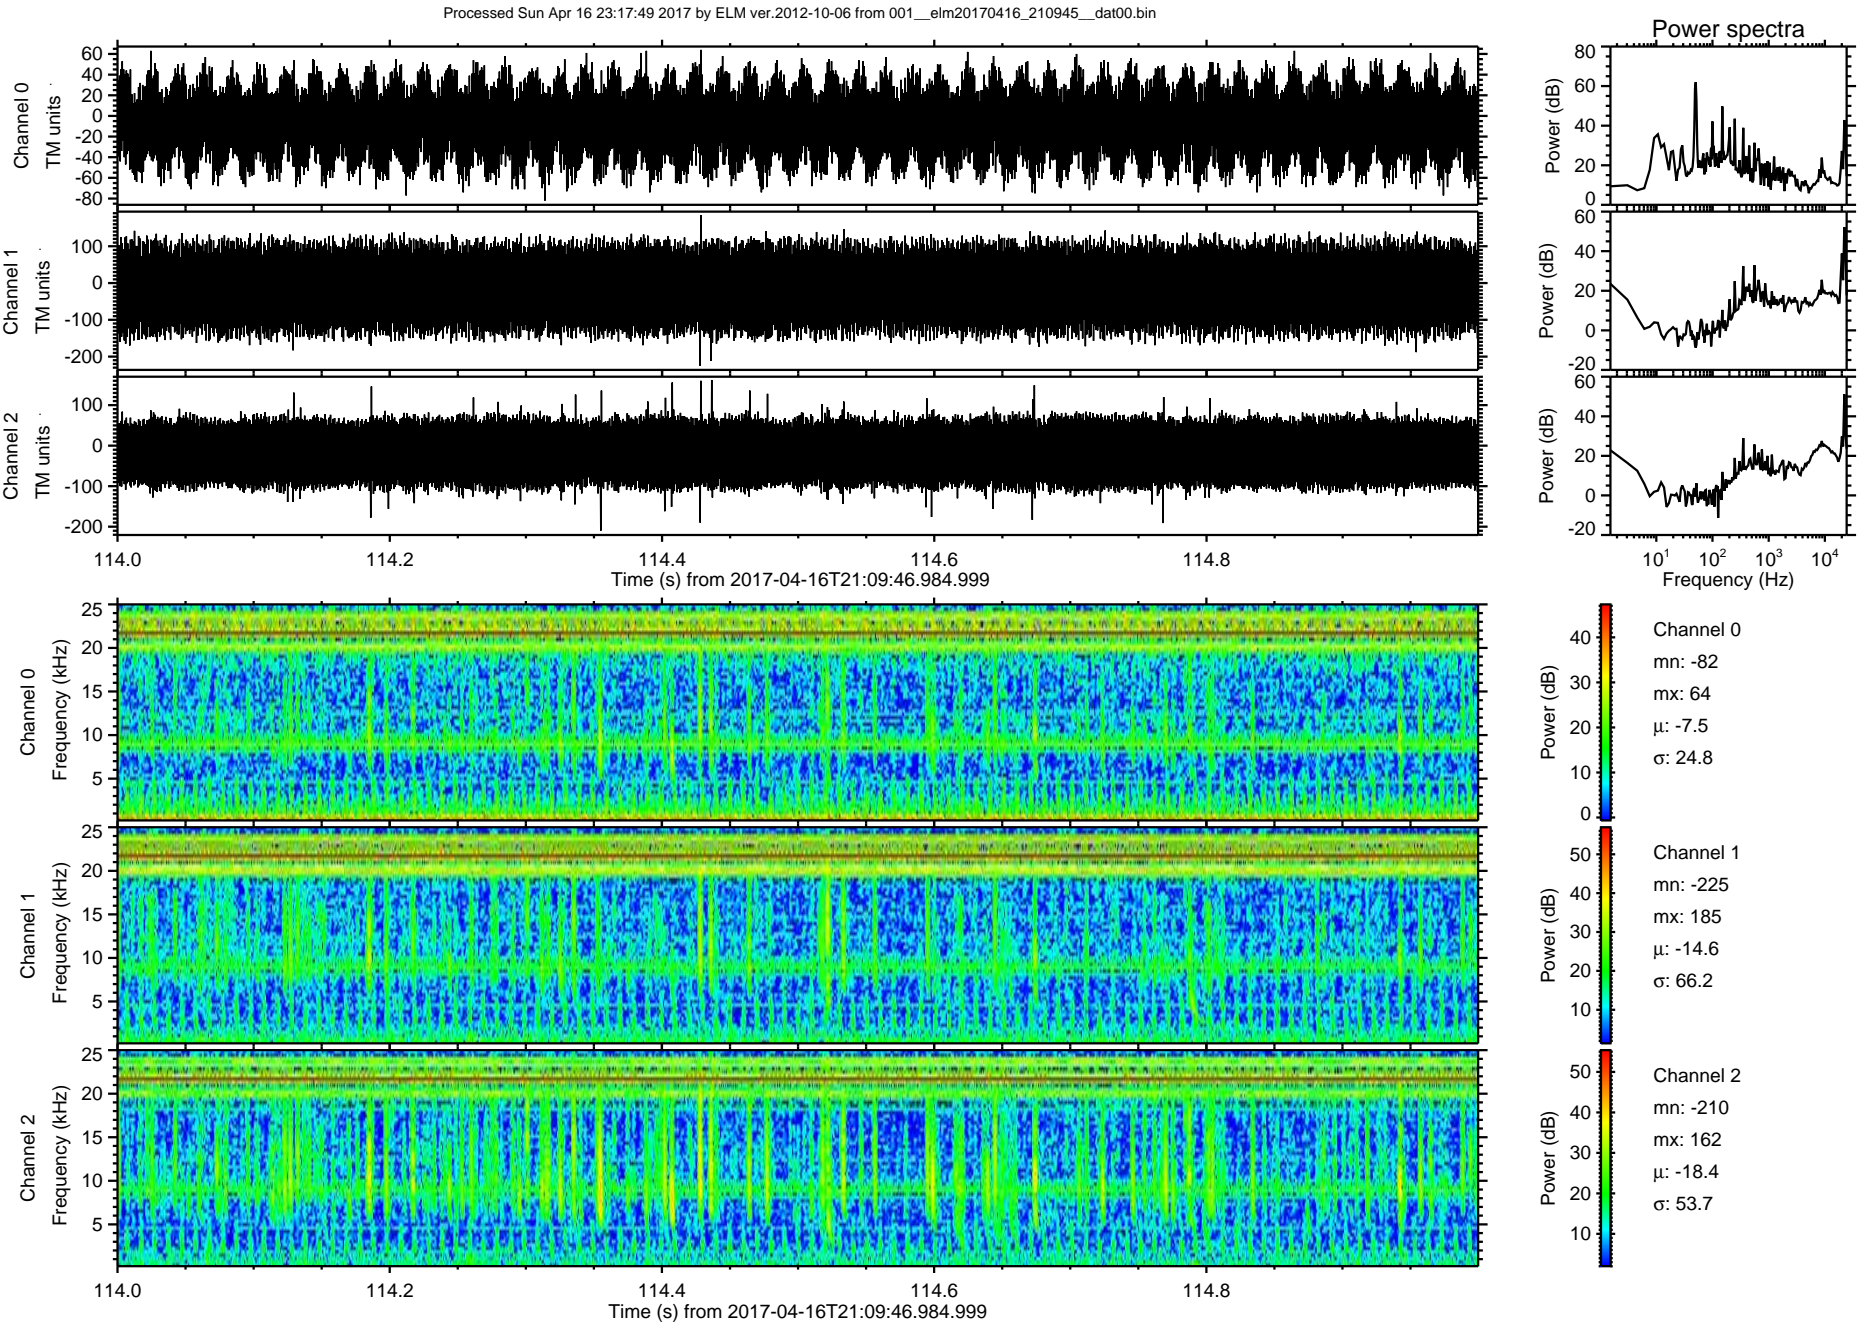 Processed Sun Apr 16 23:17:49 2017 by ELM ver.2012-10-06 from 001__elm20170416_210945__dat00.bin
Power spectra
Channel 0
TM units
60
40
20
0
-20
-40
-60
-80
Power (dB)
80
60
40
20
0
Channel 1
TM units
100
0
-100
-200
Power (dB)
60
40
20
0
-20
Channel 2
TM units
100
0
-100
-200
Power (dB)
60
40
20
0
-20
114.0 114.2 114.4 114.6 114.8
Time (s) from 2017-04-16T21:09:46.984.999
10^1 10^2 10^3 10^4
Frequency (Hz)
Channel 0
Frequency (kHz)
25
20
15
10
5
Power (dB)
40
30
20
10
0
Channel 0
mn: -82
mx: 64
μ: -7.5
σ: 24.8
Channel 1
Frequency (kHz)
25
20
15
10
5
Power (dB)
50
40
30
20
10
Channel 1
mn: -225
mx: 185
μ: -14.6
σ: 66.2
Channel 2
Frequency (kHz)
25
20
15
10
5
Power (dB)
50
40
30
20
10
Channel 2
mn: -210
mx: 162
μ: -18.4
σ: 53.7
114.0 114.2 114.4 114.6 114.8
Time (s) from 2017-04-16T21:09:46.984.999